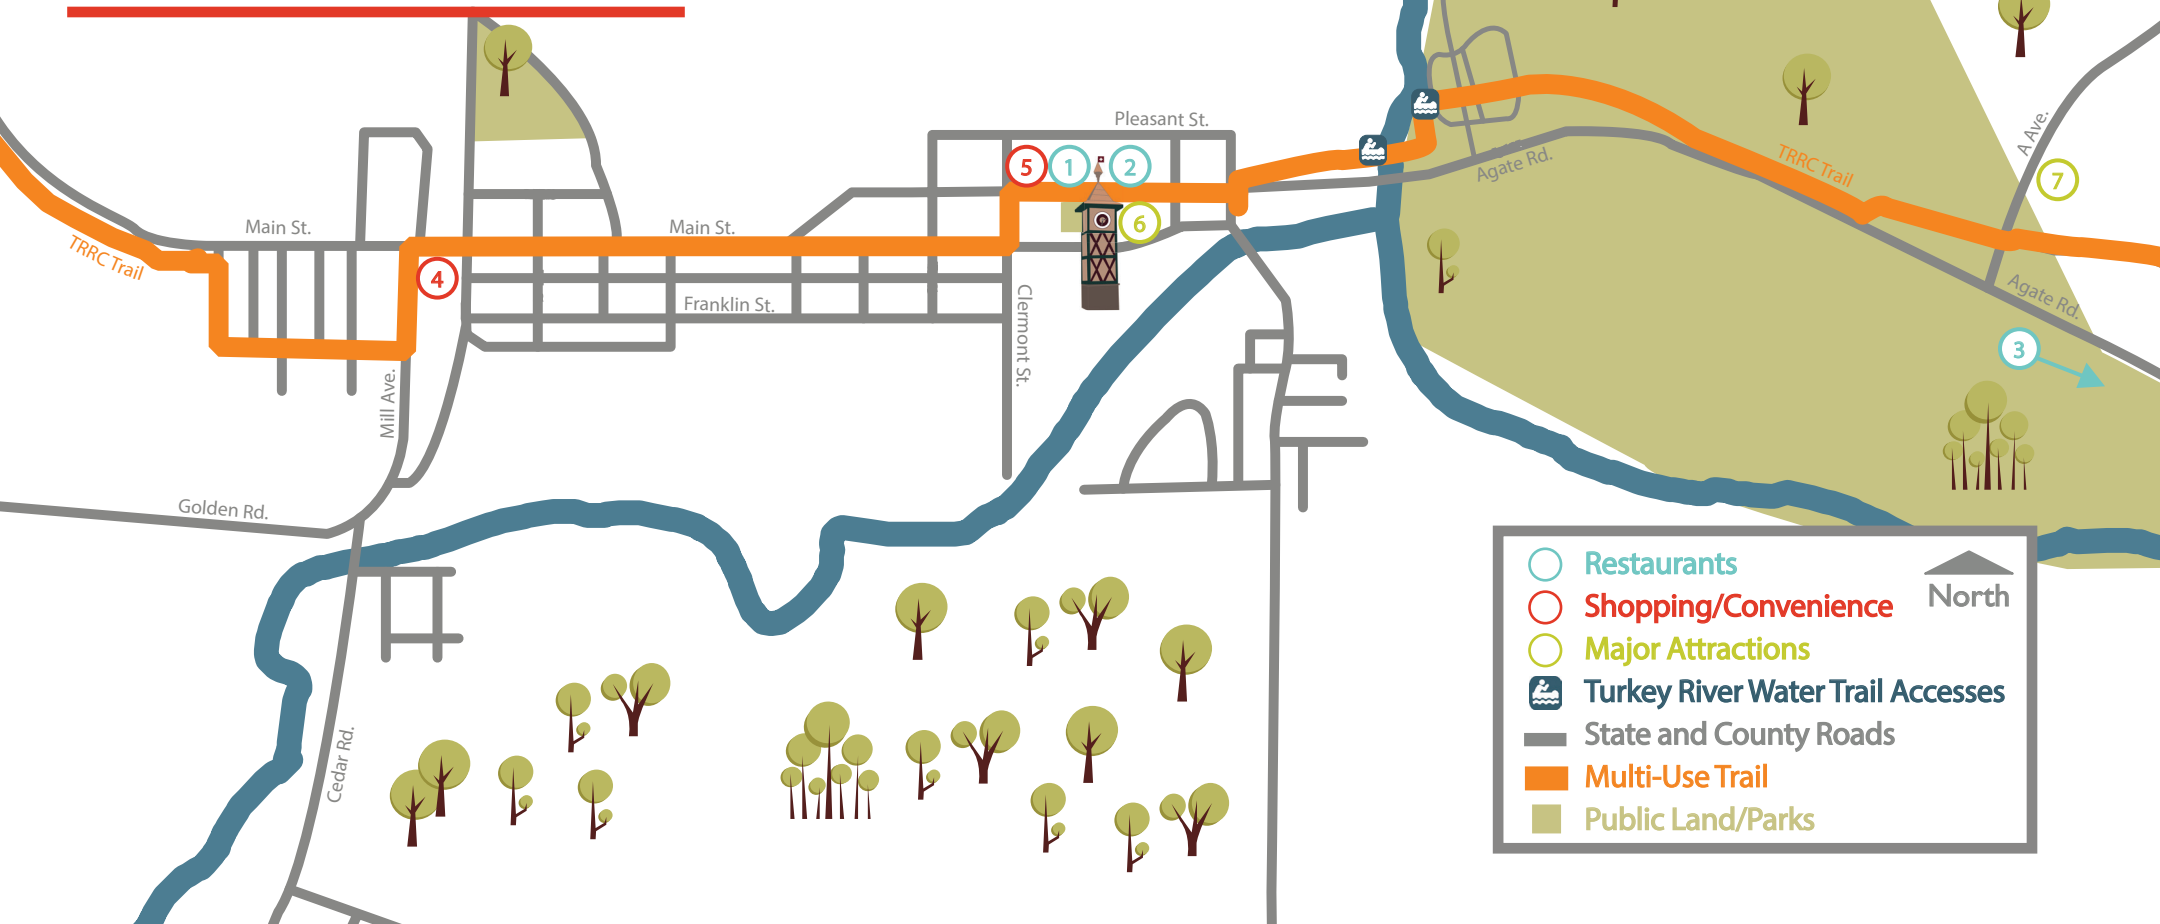 Pleasant St.
A Ave.
5
1
2
Agate Rd.
TRRC Trail
7
Main St.
Main St.
6
TRRC Trail
4
Franklin St.
Clermont St.
Agate Rd.
3
Mill Ave.
Golden Rd.
Cedar Rd.
Restaurants
North
Shopping/Convenience
Major Attractions
Turkey River Water Trail Accesses
State and County Roads
Multi-Use Trail
Public Land/Parks